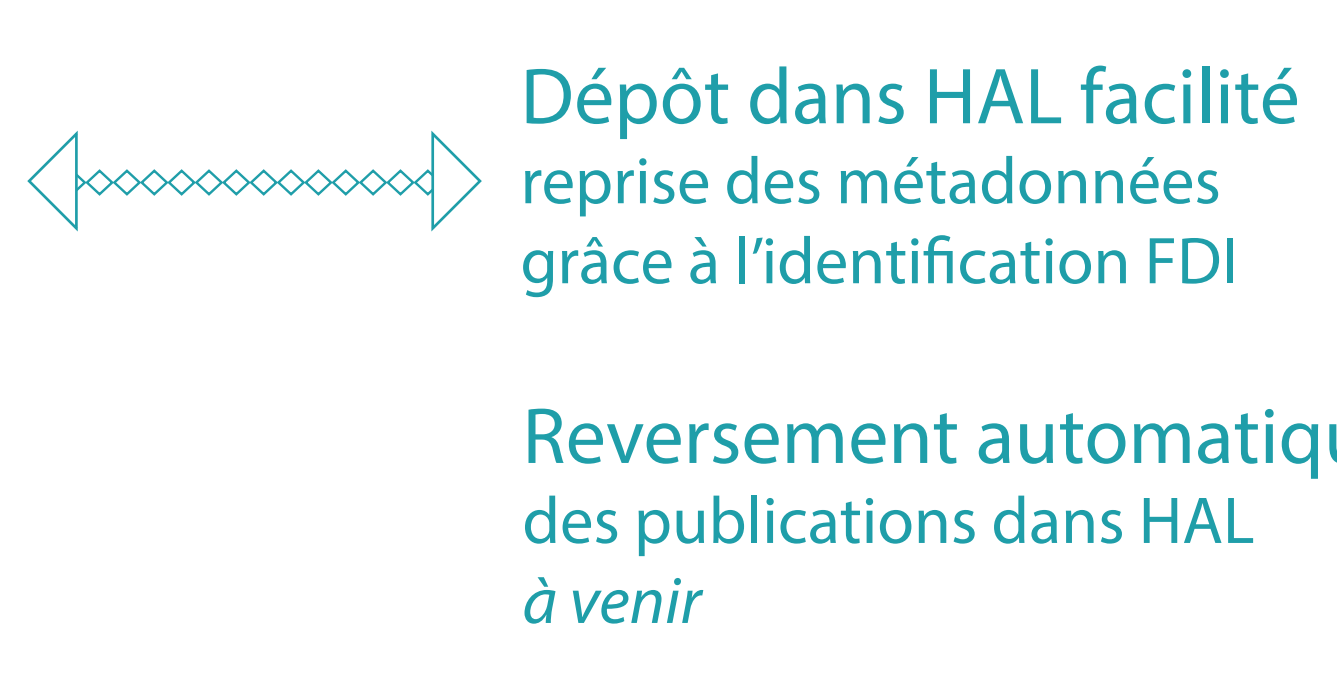 Dépôt dans HAL facilité
reprise des métadonnées
grâce à l’identification FDI
Reversement automatiqu
des publications dans HAL
à venir